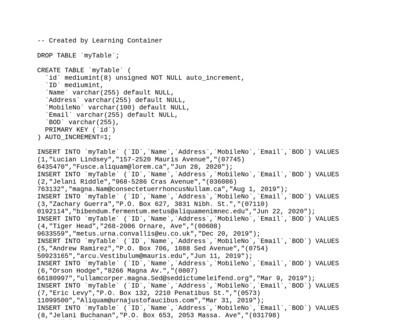 -- Created by Learning Container
DROP TABLE `myTable`;
CREATE TABLE `myTable` (
`id` mediumint(8) unsigned NOT NULL auto_increment,
`ID` mediumint,
`Name` varchar(255) default NULL,
`Address` varchar(255) default NULL,
`MobileNo` varchar(100) default NULL,
`Email` varchar(255) default NULL,
`BOD` varchar(255),
PRIMARY KEY (`id`)
) AUTO_INCREMENT=1;
INSERT INTO `myTable` (`ID`,`Name`,`Address`,`MobileNo`,`Email`,`BOD`) VALUES
(1,"Lucian Lindsey","157-2520 Mauris Avenue","(07745)
6435470","Fusce.aliquam@lorem.ca","Jun 28, 2020");
INSERT INTO `myTable` (`ID`,`Name`,`Address`,`MobileNo`,`Email`,`BOD`) VALUES
(2,"Jelani Riddle","868-5286 Cras Avenue","(036086)
763132","magna.Nam@consectetuerrhoncusNullam.ca","Aug 1, 2019");
INSERT INTO `myTable` (`ID`,`Name`,`Address`,`MobileNo`,`Email`,`BOD`) VALUES
(3,"Zachary Guerra","P.O. Box 627, 3831 Nibh. St.","(07110)
0192114","bibendum.fermentum.metus@aliquamenimnec.edu","Jun 22, 2020");
INSERT INTO `myTable` (`ID`,`Name`,`Address`,`MobileNo`,`Email`,`BOD`) VALUES
(4,"Tiger Head","268-2006 Ornare, Ave","(00608)
9633559","metus.urna.convallis@eu.co.uk","Dec 20, 2019");
INSERT INTO `myTable` (`ID`,`Name`,`Address`,`MobileNo`,`Email`,`BOD`) VALUES
(5,"Andrew Ramirez","P.O. Box 706, 1888 Sed Avenue","(0754)
50923165","arcu.Vestibulum@mauris.edu","Jun 11, 2019");
INSERT INTO `myTable` (`ID`,`Name`,`Address`,`MobileNo`,`Email`,`BOD`) VALUES
(6,"Orson Hodge","8266 Magna Av.","(0807)
66180997","ullamcorper.magna.Sed@seddictumeleifend.org","Mar 9, 2019");
INSERT INTO `myTable` (`ID`,`Name`,`Address`,`MobileNo`,`Email`,`BOD`) VALUES
(7,"Eric Levy","P.O. Box 132, 2210 Penatibus St.","(0573)
11099500","Aliquam@urnajustofaucibus.com","Mar 31, 2019");
INSERT INTO `myTable` (`ID`,`Name`,`Address`,`MobileNo`,`Email`,`BOD`) VALUES
(8,"Jelani Buchanan","P.O. Box 653, 2053 Massa. Ave","(031798)